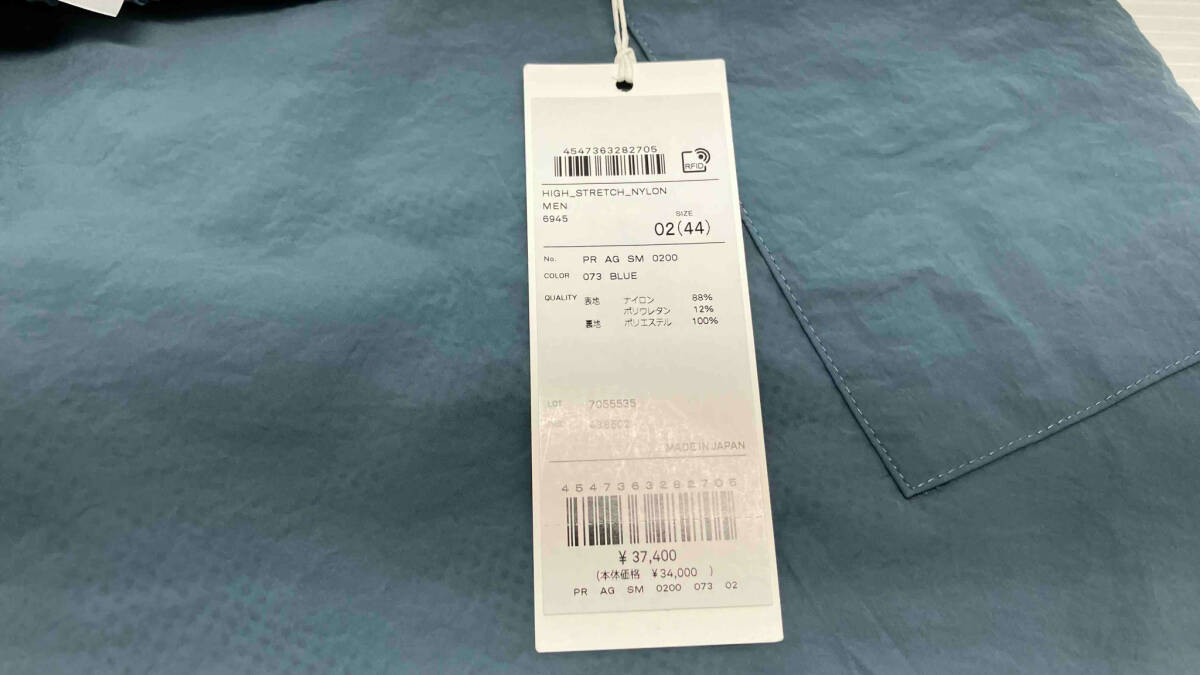 4547363282705
RFID
HIGH_STRETCH_NYLON
MEN
6945
SIZE
02(44)
No. PR AG SM 0200
COLOR 073 BLUE
QUALITY 表地 ナイロン 88%
ポリウレタン 12%
裏地 ポリエステル 100%
LOT 7055535
MADE IN JAPAN
4547363282705
¥ 37,400
(本体価格 ¥34,000 )
PR AG SM 0200 073 02